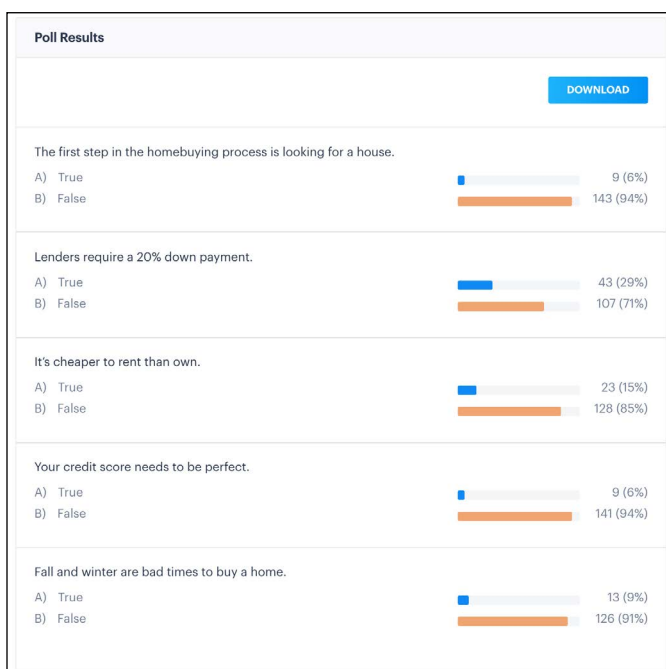 Poll Results
DOWNLOAD
The first step in the homebuying process is looking for a house.
A) True 9 (6%)
B) False 143 (94%)
Lenders require a 20% down payment.
A) True 43 (29%)
B) False 107 (71%)
It's cheaper to rent than own.
A) True 23 (15%)
B) False 128 (85%)
Your credit score needs to be perfect.
A) True 9 (6%)
B) False 141 (94%)
Fall and winter are bad times to buy a home.
A) True 13 (9%)
B) False 126 (91%)